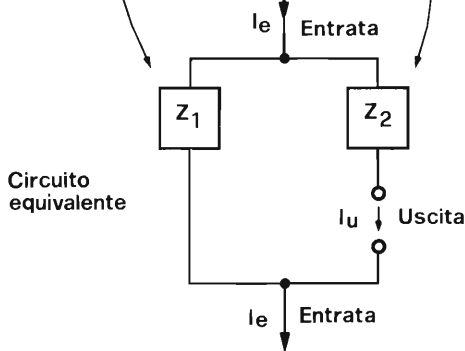 Ie Entrata
Z1
Z2
Circuito
equivalente
Iu Uscita
Ie Entrata